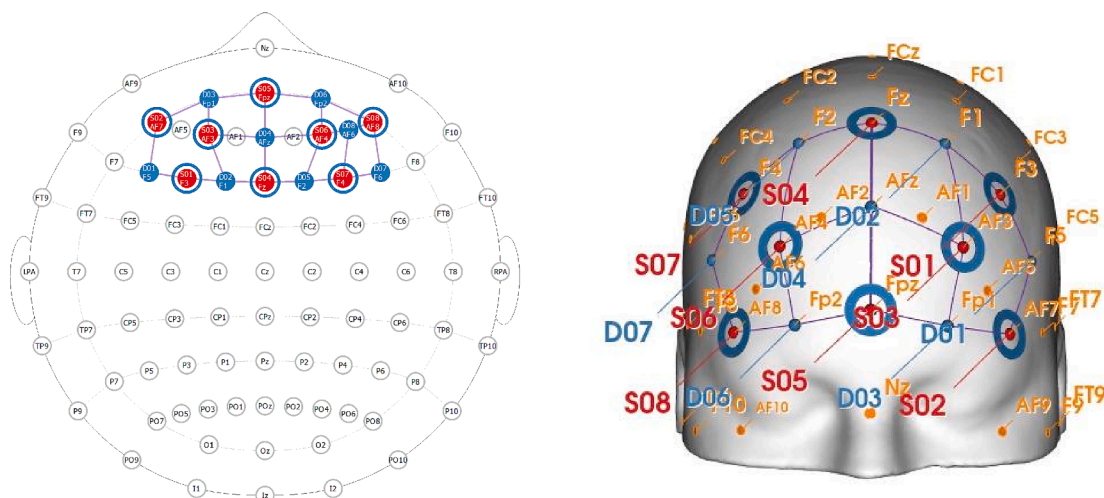 Nz
AF9
AF10
S05
Fpz
D03
Fp1
D06
Fp2
S02
AF7
AF5
S03
AF3
AF1
D04
AFz
AF2
S06
AF4
D08
AF6
S08
AF8
F9
F10
F7
D01
F5
S01
F3
D02
F1
S04
Fz
D05
F2
S07
F4
D07
F6
F8
FT9
FT7
FC5
FC3
FC1
FCz
FC2
FC4
FC6
FT8
FT10
LPA
T7
C5
C3
C1
Cz
C2
C4
C6
T8
RPA
TP9
TP7
CP5
CP3
CP1
CPz
CP2
CP4
CP6
TP8
TP10
P9
P7
P5
P3
P1
Pz
P2
P4
P6
P8
P10
PO9
PO7
PO5
PO3
PO1
POz
PO2
PO4
PO6
PO8
PO10
O1
Oz
O2
I1
Iz
I2
FCz
FC2
FC1
Fz
F2
F1
FC4
FC3
F4
F3
S04
AF2
AFz
AF1
D05
D02
AF4
AF3
FC5
F6
F5
S07
D04
AF6
S01
AF5
Fpz
S06
AF8
Fp2
S03
Fp1
AF7
F7
FT7
D07
D01
S05
Nz
S08
D06
D03
S02
FT9
AF10
AF9
F9